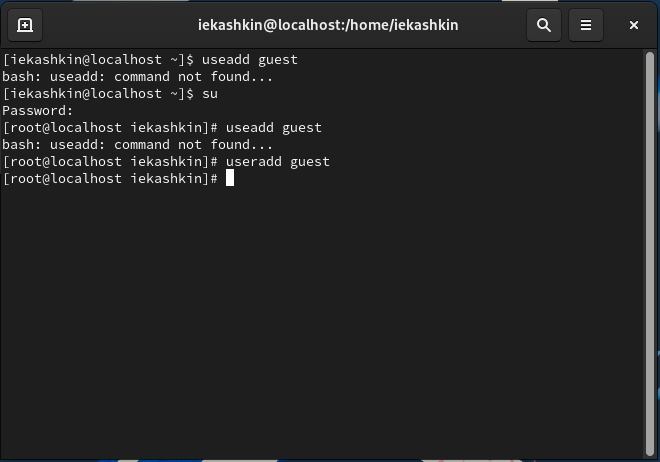 iekashkin@localhost:/home/iekashkin
[iekashkin@localhost ~]$ useadd guest
bash: useadd: command not found...
[iekashkin@localhost ~]$ su
Password:
[root@localhost iekashkin]# useadd guest
bash: useadd: command not found...
[root@localhost iekashkin]# useradd guest
[root@localhost iekashkin]#